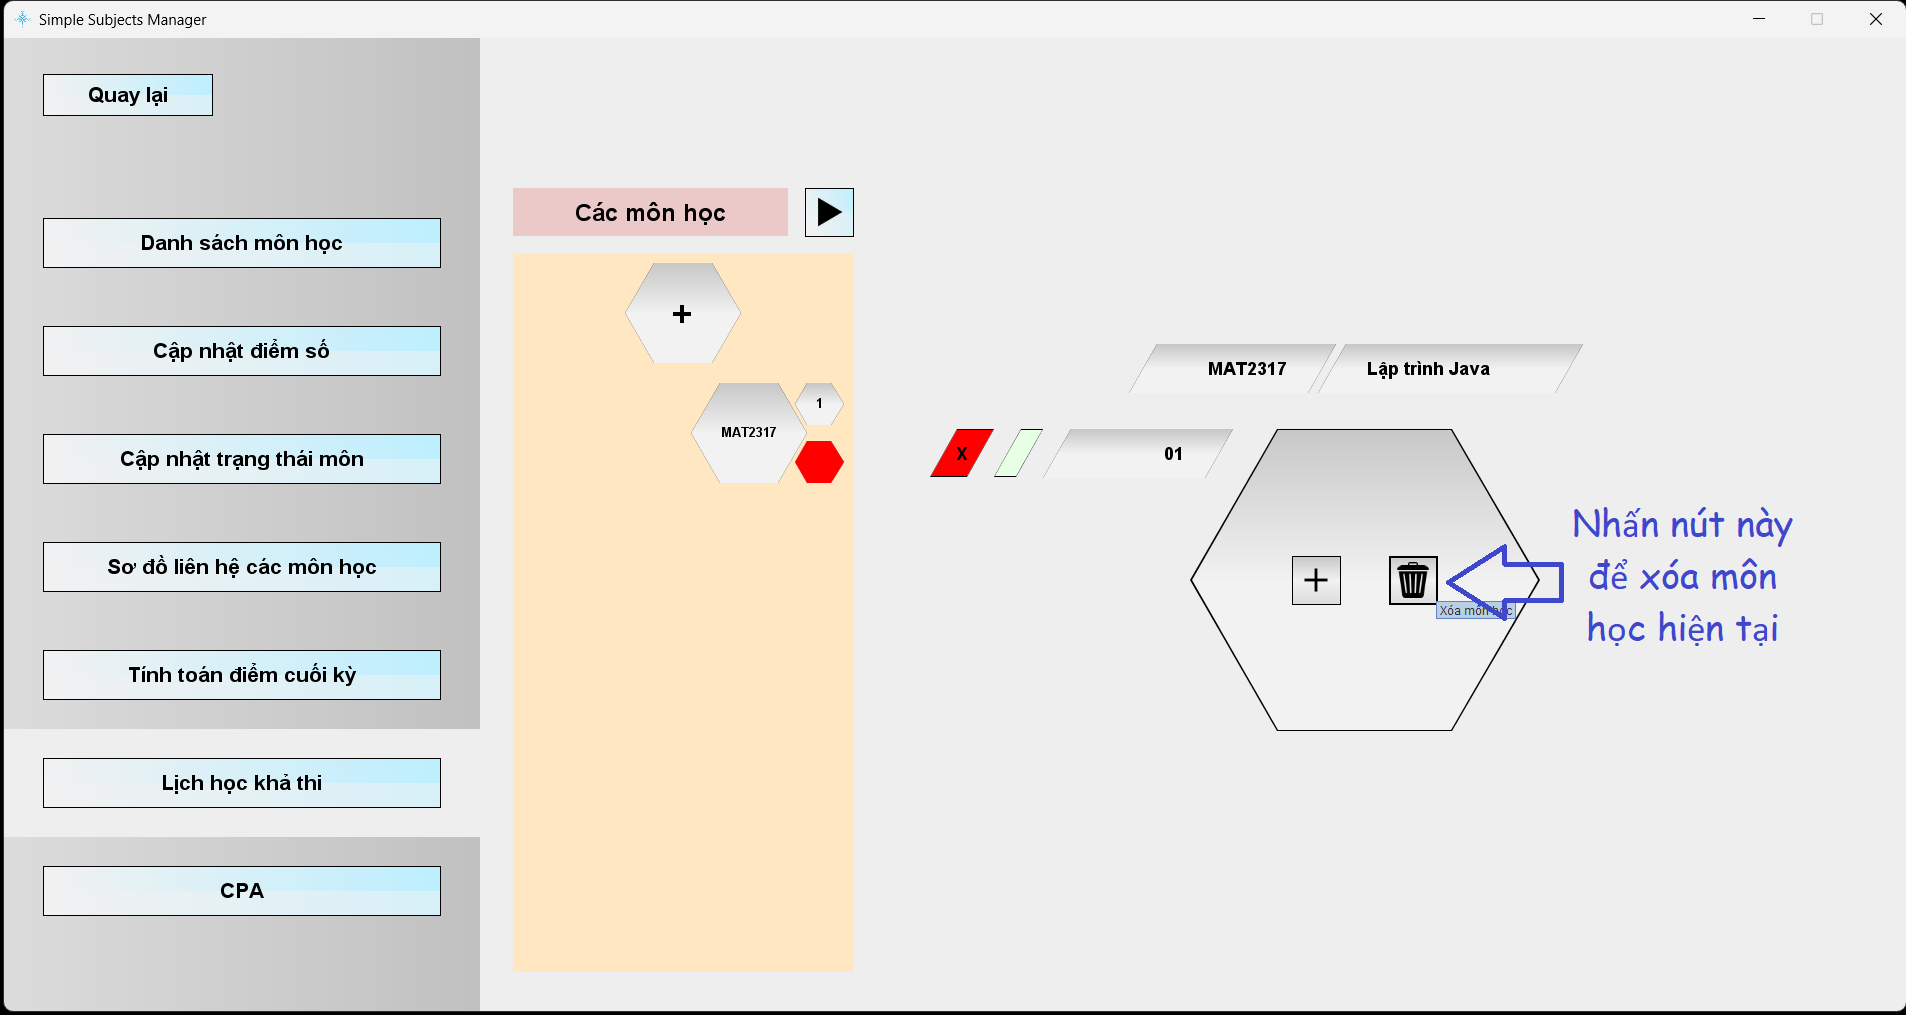 Simple Subjects Manager
Quay lại
Danh sách môn học
Cập nhật điểm số
Cập nhật trạng thái môn
Sơ đồ liên hệ các môn học
Tính toán điểm cuối kỳ
Lịch học khả thi
CPA
Các môn học
+
MAT2317
1
MAT2317
Lập trình Java
X
01
Xóa môn học
Nhấn nút này
để xóa môn
học hiện tại